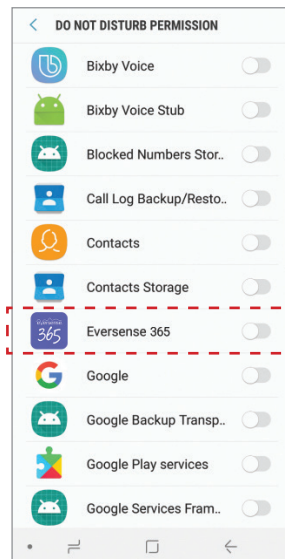 DO NOT DISTURB PERMISSION
Bixby Voice
Bixby Voice Stub
Blocked Numbers Stor..
Call Log Backup/Resto..
Contacts
Contacts Storage
365
Eversense 365
Google
Google Backup Transp..
Google Play services
Google Services Fram..